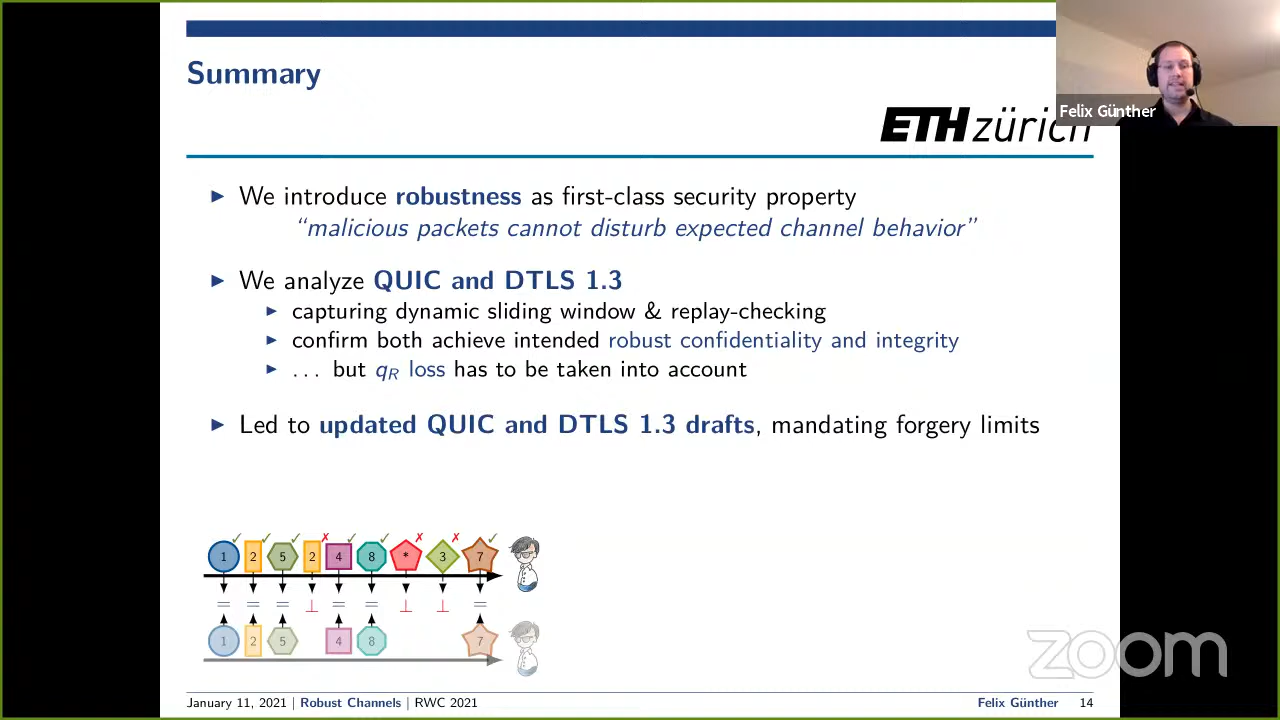 Summary
Felix Günther
ETH zürich
► We introduce robustness as first-class security property
“malicious packets cannot disturb expected channel behavior”
► We analyze QUIC and DTLS 1.3
► capturing dynamic sliding window & replay-checking
► confirm both achieve intended robust confidentiality and integrity
► ... but qR loss has to be taken into account
► Led to updated QUIC and DTLS 1.3 drafts, mandating forgery limits
✓ ✓ ✓ ✗ ✓ ✓ ✗ ✗ ✓
1 2 5 2 4 8 * 3 7
= = = ⊥ = = ⊥ ⊥ =
1 2 5 4 8 7
zoom
January 11, 2021 | Robust Channels | RWC 2021 Felix Günther 14